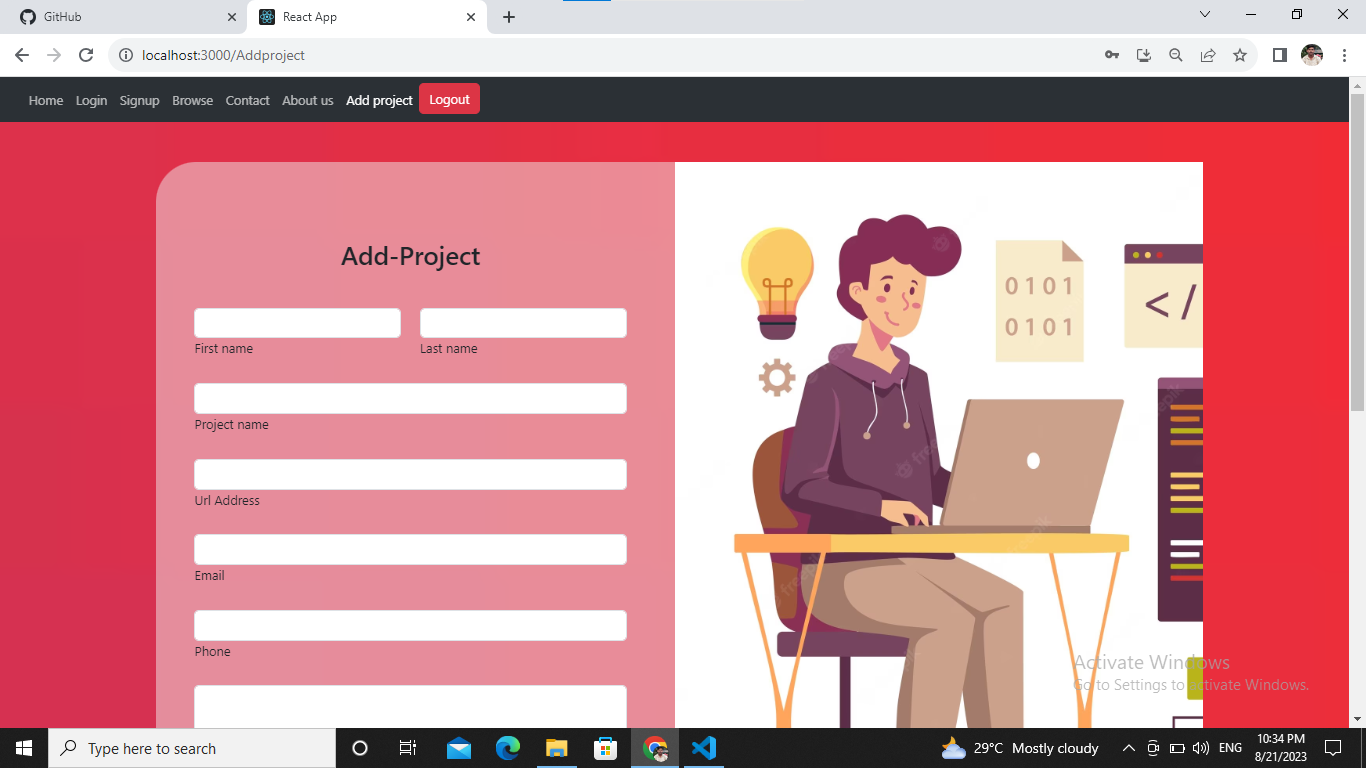 GitHub
React App
localhost:3000/Addproject
Home Login Signup Browse Contact About us Add project Logout
Add-Project
First name Last name
Project name
Url Address
Email
Phone
0101
0101
</
Activate Windows
Go to Settings to activate Windows.
Type here to search
29°C Mostly cloudy
ENG
10:34 PM
8/21/2023